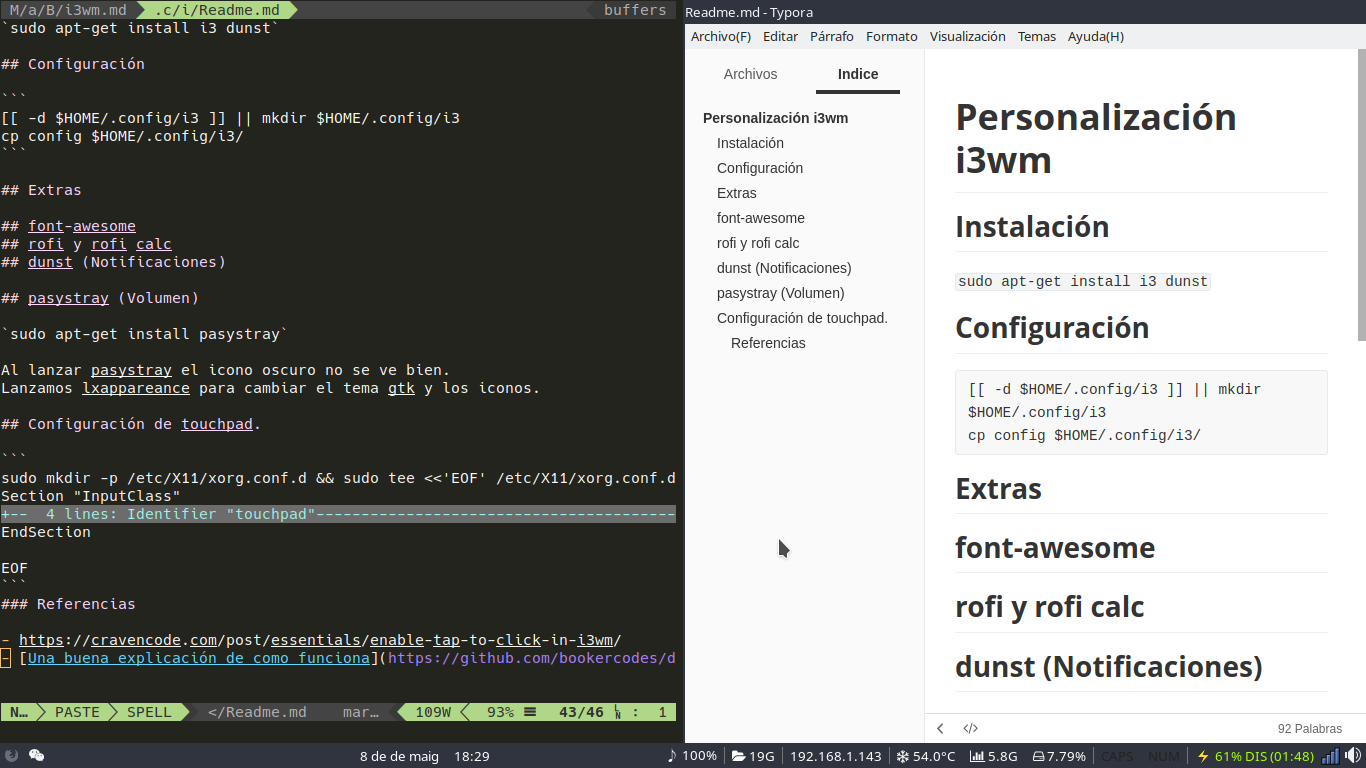 M/a/B/i3wm.md .c/i/Readme.md buffers
`sudo apt-get install i3 dunst`
## Configuración
```
[[ -d $HOME/.config/i3 ]] || mkdir $HOME/.config/i3
cp config $HOME/.config/i3/
```
## Extras
## font-awesome
## rofi y rofi calc
## dunst (Notificaciones)
## pasystray (Volumen)
`sudo apt-get install pasystray`
Al lanzar pasystray el icono oscuro no se ve bien.
Lanzamos lxappareance para cambiar el tema gtk y los iconos.
## Configuración de touchpad.
```
sudo mkdir -p /etc/X11/xorg.conf.d && sudo tee <<'EOF' /etc/X11/xorg.conf.d
Section "InputClass"
+--  4 lines: Identifier "touchpad"----------------------------------------
EndSection
EOF
```
### Referencias
- https://cravencode.com/post/essentials/enable-tap-to-click-in-i3wm/
- [Una buena explicación de como funciona](https://github.com/bookercodes/d
N… PASTE SPELL </Readme.md mar… 109W 93% ☰ 43/46 ㏑ : 1
Readme.md - Typora
Archivo(F) Editar Párrafo Formato Visualización Temas Ayuda(H)
Archivos Indice
Personalización i3wm
Instalación
Configuración
Extras
font-awesome
rofi y rofi calc
dunst (Notificaciones)
pasystray (Volumen)
Configuración de touchpad.
Referencias
Personalización
i3wm
Instalación
sudo apt-get install i3 dunst
Configuración
[[ -d $HOME/.config/i3 ]] || mkdir
$HOME/.config/i3
cp config $HOME/.config/i3/
Extras
font-awesome
rofi y rofi calc
dunst (Notificaciones)
</> 92 Palabras
8 de de maig 18:29 ♪ 100% 19G 192.168.1.143 54.0°C 5.8G 7.79% CAPS NUM ⚡ 61% DIS (01:48)